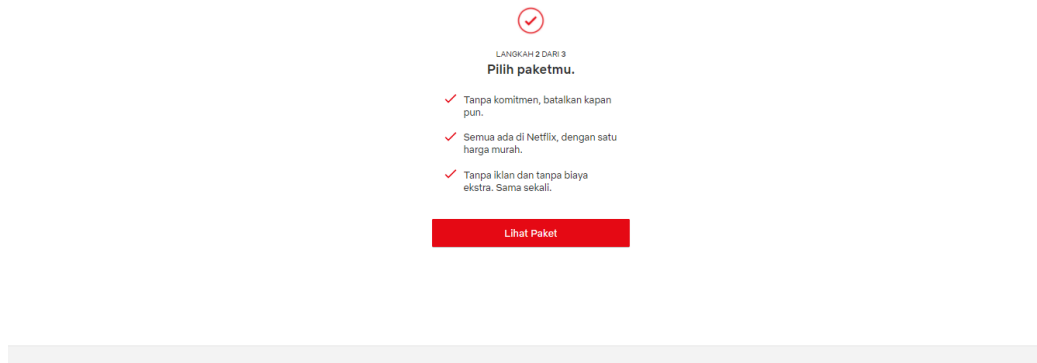 LANGKAH 2 DARI 3
Pilih paketmu.
Tanpa komitmen, batalkan kapan
pun.
Semua ada di Netflix, dengan satu
harga murah.
Tanpa iklan dan tanpa biaya
ekstra. Sama sekali.
Lihat Paket